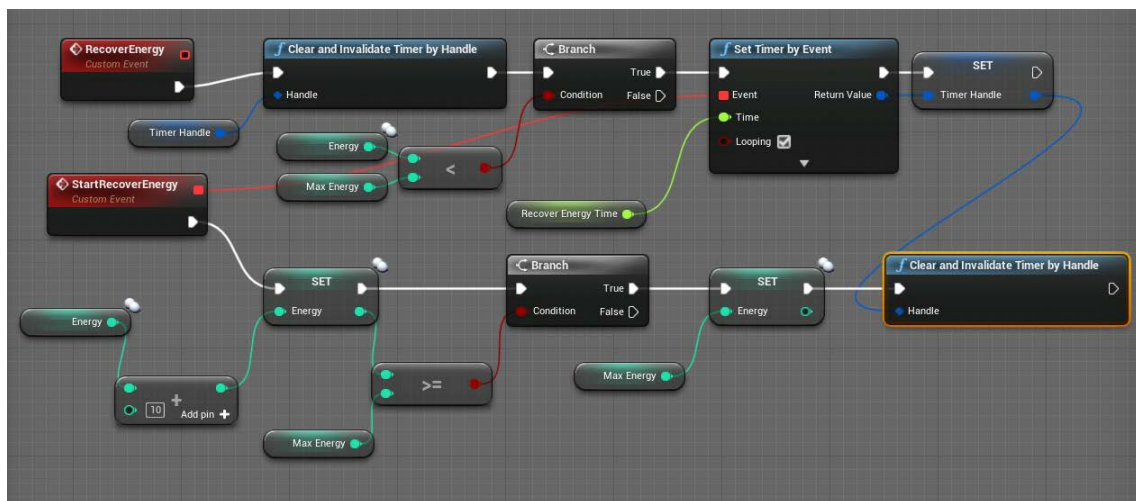 RecoverEnergy
Custom Event
Clear and Invalidate Timer by Handle
Handle
Timer Handle
Branch
True
Condition
False
Set Timer by Event
Event
Return Value
Time
Looping
SET
Timer Handle
Energy
Max Energy
<
Recover Energy Time
StartRecoverEnergy
Custom Event
SET
Energy
Energy
10
+
Add pin +
Max Energy
>=
Branch
True
Condition
False
SET
Energy
Max Energy
Clear and Invalidate Timer by Handle
Handle